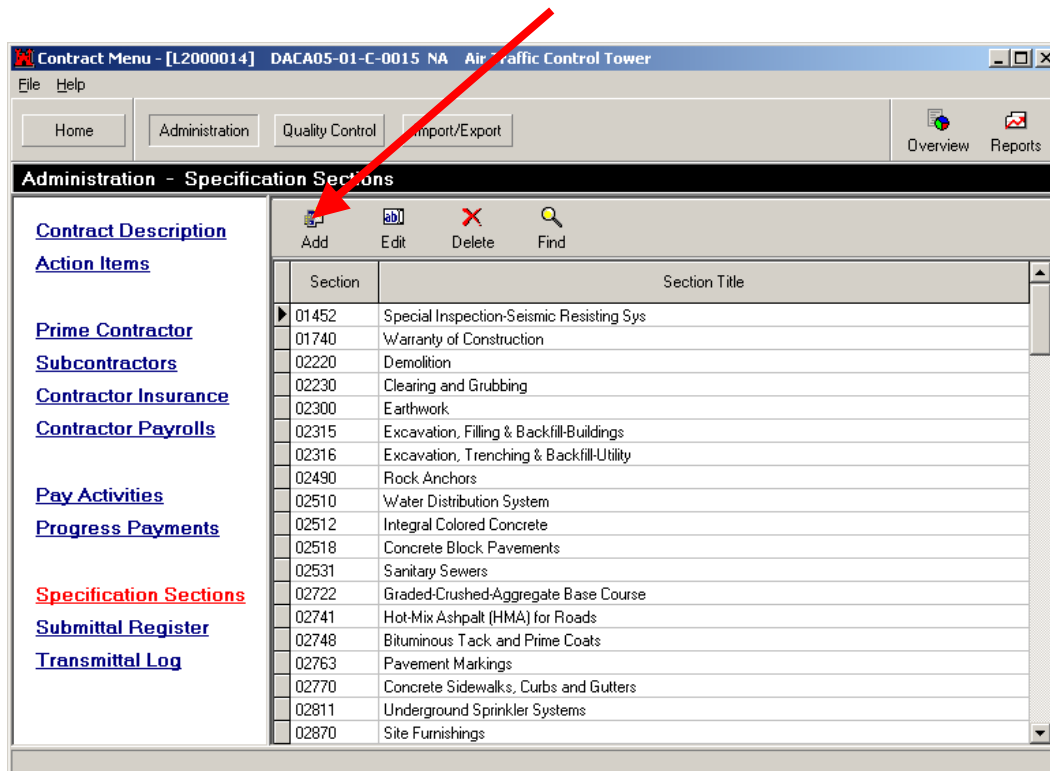 Contract Menu - [L2000014] DACA05-01-C-0015 NA Air Traffic Control Tower
File Help
Home Administration Quality Control Import/Export Overview Reports
Administration - Specification Sections
Contract Description
Action Items
Prime Contractor
Subcontractors
Contractor Insurance
Contractor Payrolls
Pay Activities
Progress Payments
Specification Sections
Submittal Register
Transmittal Log
Add Edit Delete Find
Section Section Title
01452 Special Inspection-Seismic Resisting Sys
01740 Warranty of Construction
02220 Demolition
02230 Clearing and Grubbing
02300 Earthwork
02315 Excavation, Filling & Backfill-Buildings
02316 Excavation, Trenching & Backfill-Utility
02490 Rock Anchors
02510 Water Distribution System
02512 Integral Colored Concrete
02518 Concrete Block Pavements
02531 Sanitary Sewers
02722 Graded-Crushed-Aggregate Base Course
02741 Hot-Mix Ashpalt (HMA) for Roads
02748 Bituminous Tack and Prime Coats
02763 Pavement Markings
02770 Concrete Sidewalks, Curbs and Gutters
02811 Underground Sprinkler Systems
02870 Site Furnishings